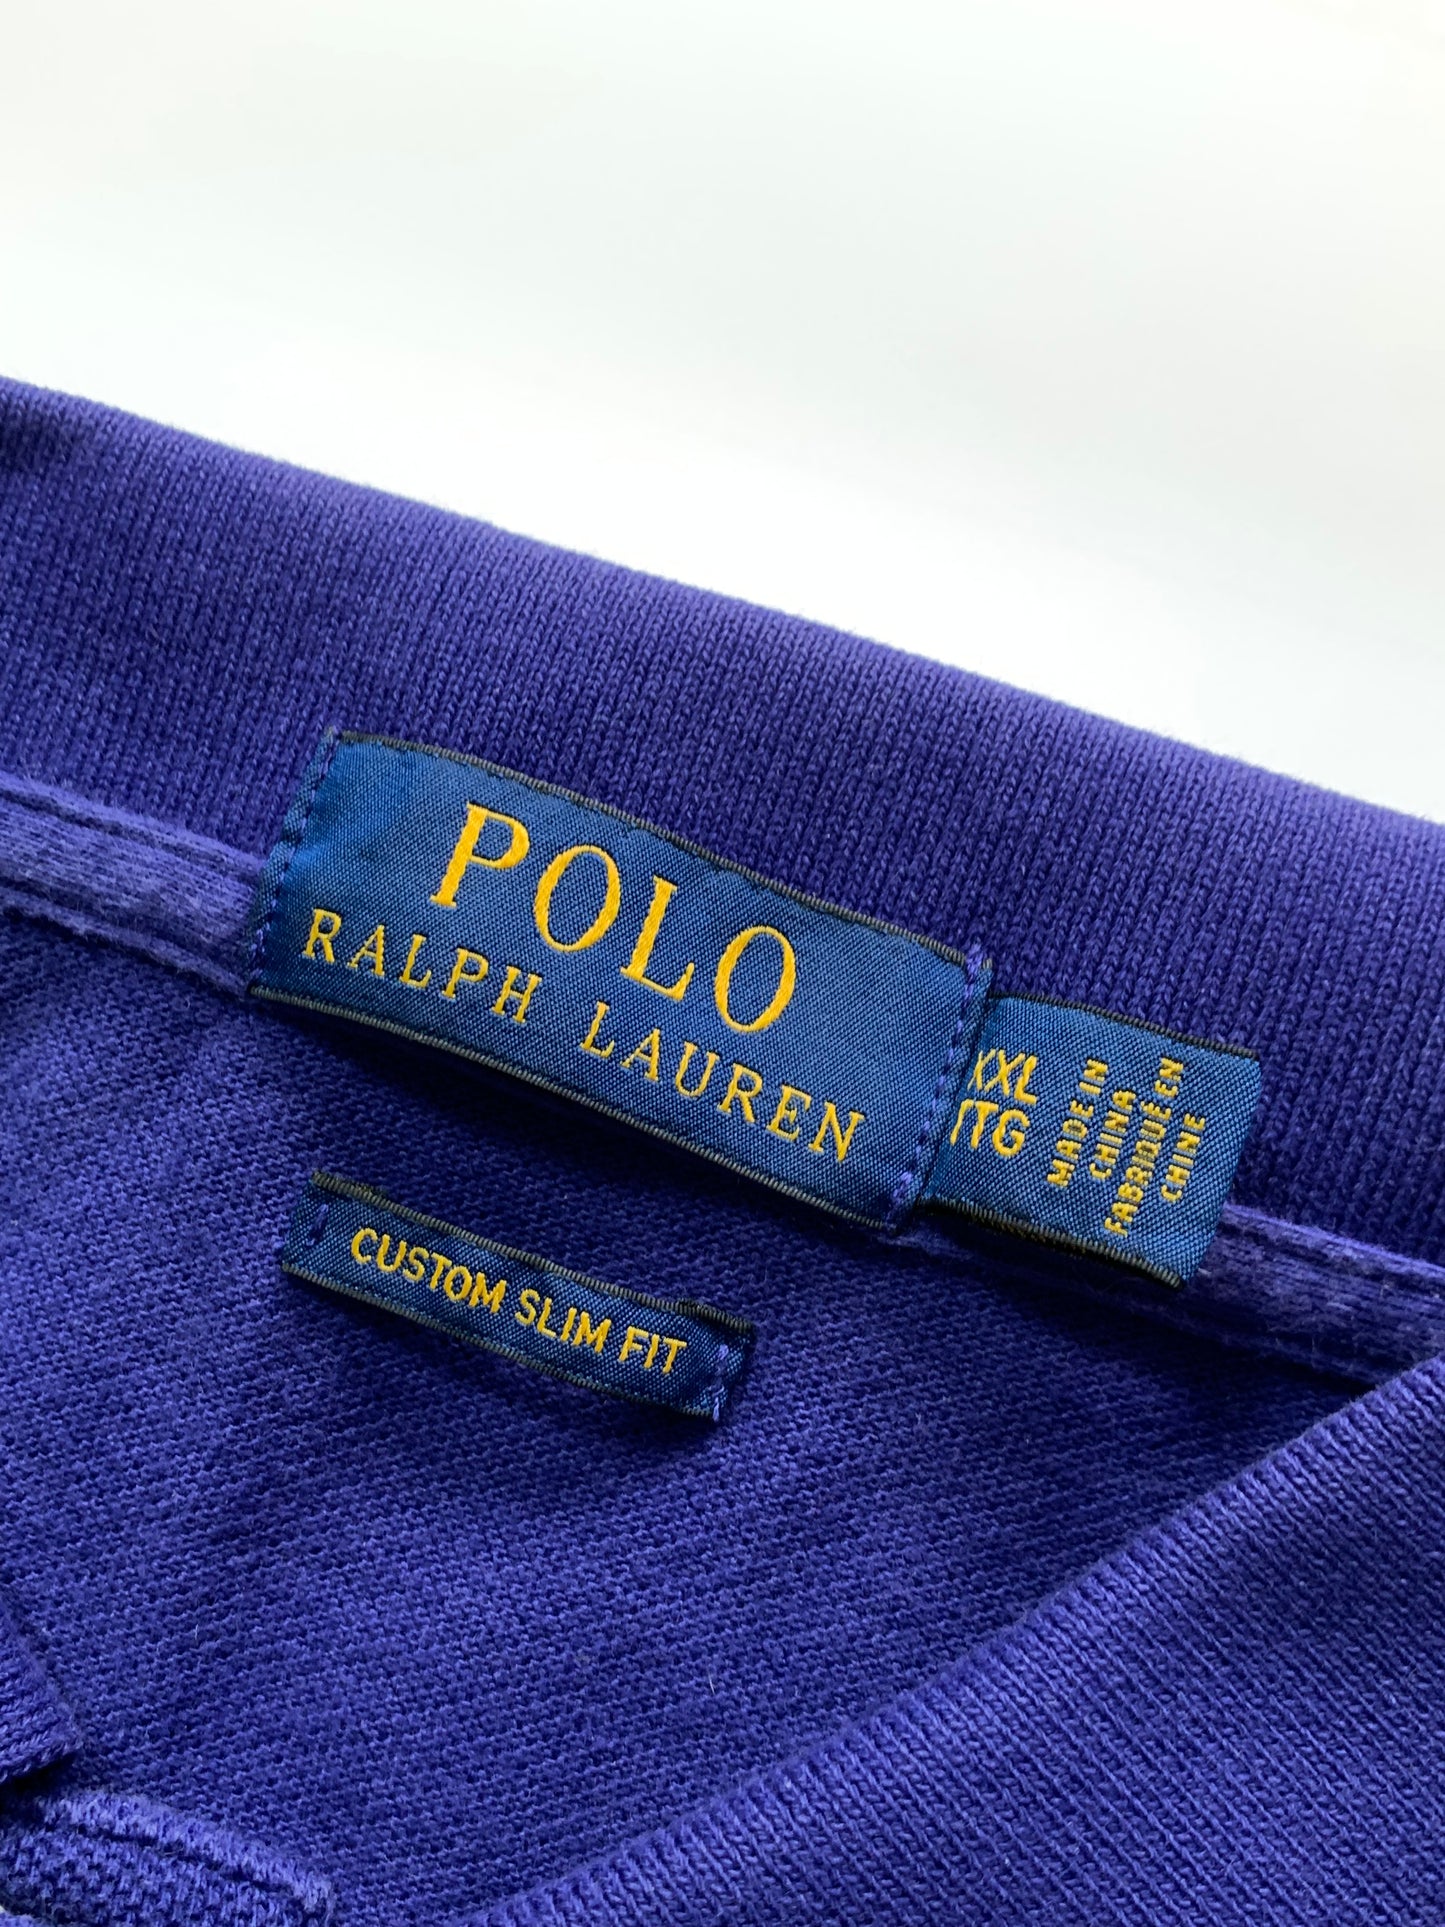 POLO
RALPH LAUREN
XXL
TTG
MADE IN
CHINA
FABRIQUÉ EN
CHINE
CUSTOM SLIM FIT